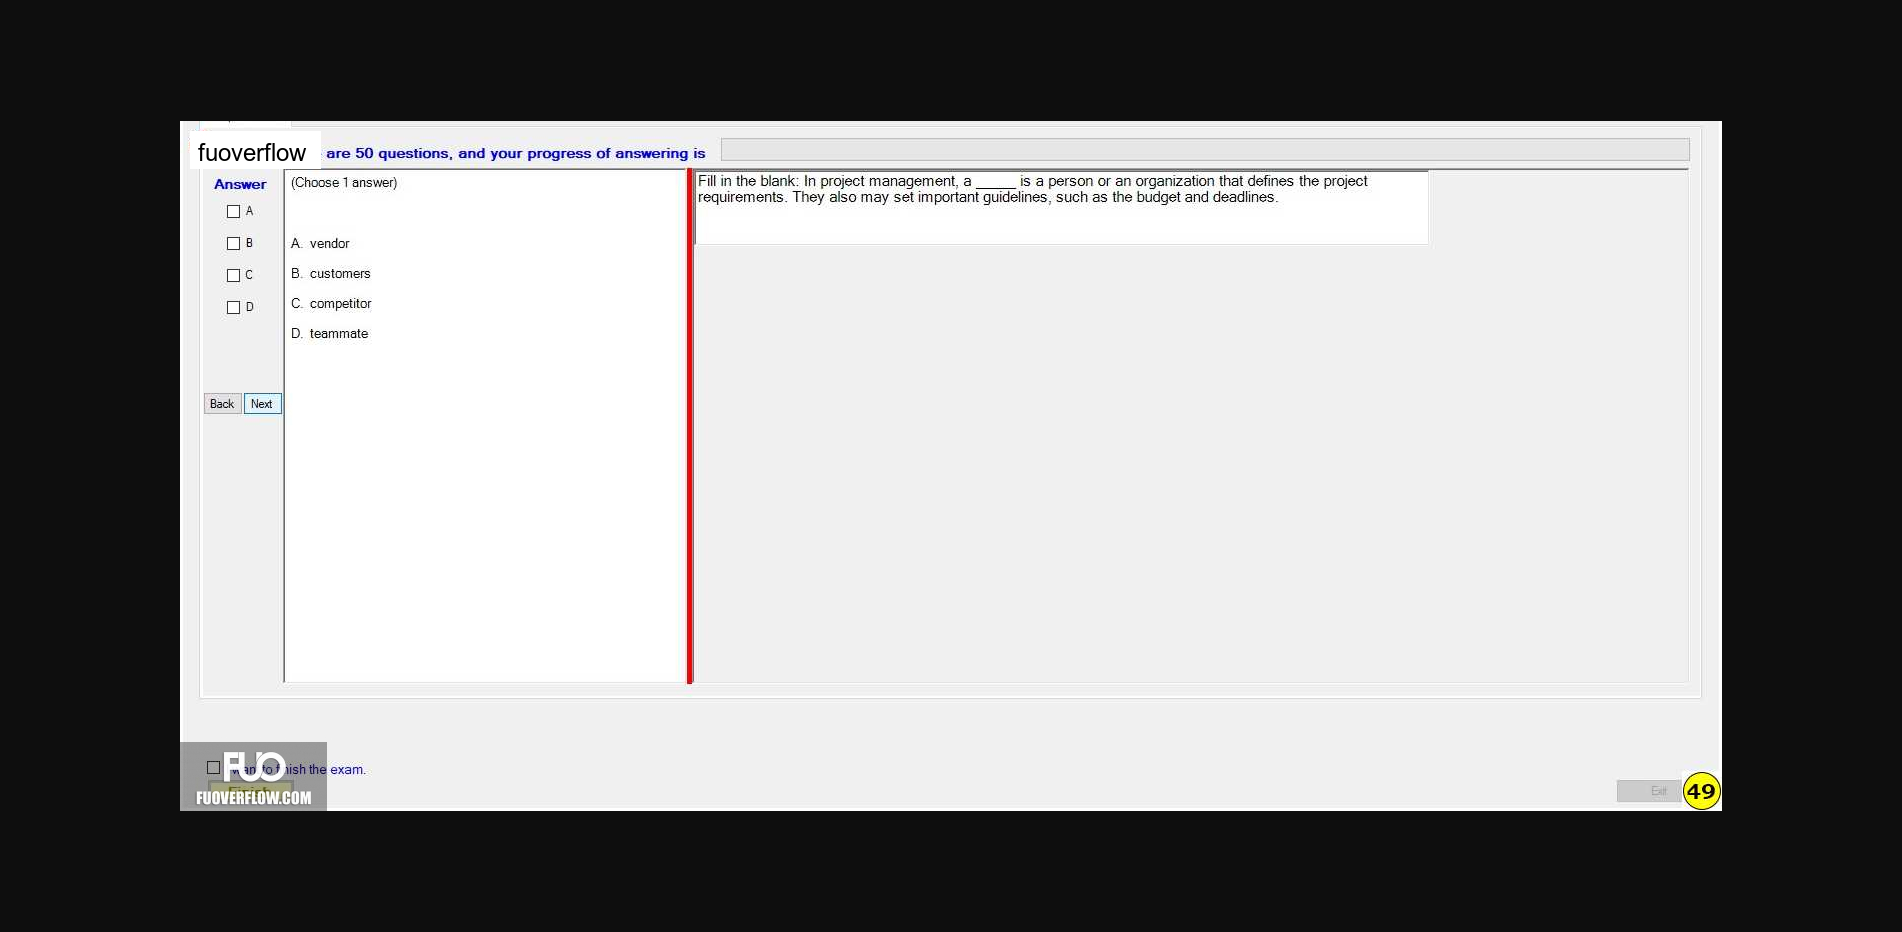 fuoverflow are 50 questions, and your progress of answering is
Answer
(Choose 1 answer)
A
B
C
D
A. vendor
B. customers
C. competitor
D. teammate
Back Next
Fill in the blank: In project management, a _____ is a person or an organization that defines the project
requirements. They also may set important guidelines, such as the budget and deadlines.
want to finish the exam.
Finish
FUO
FUOVERFLOW.COM
Exit
49